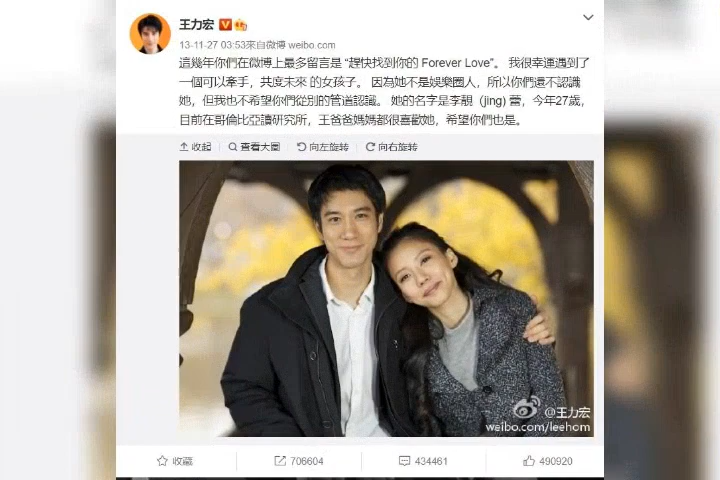 王力宏
13-11-27 03:53來自微博 weibo.com
這幾年你們在微博上最多留言是 “趕快找到你的 Forever Love”。 我很幸運遇到了
一個可以牽手，共度未來 的女孩子。 因為她不是娛樂圈人，所以你們還不認識
她，但我也不希望你們從別的管道認識。 她的名字是李靚（jing) 蕾，今年27歲，
目前在哥倫比亞讀研究所，王爸爸媽媽都很喜歡她，希望你們也是。
收起 查看大圖 向左旋转 向右旋转
@王力宏
weibo.com/leehom
收藏 706604 434461 490920